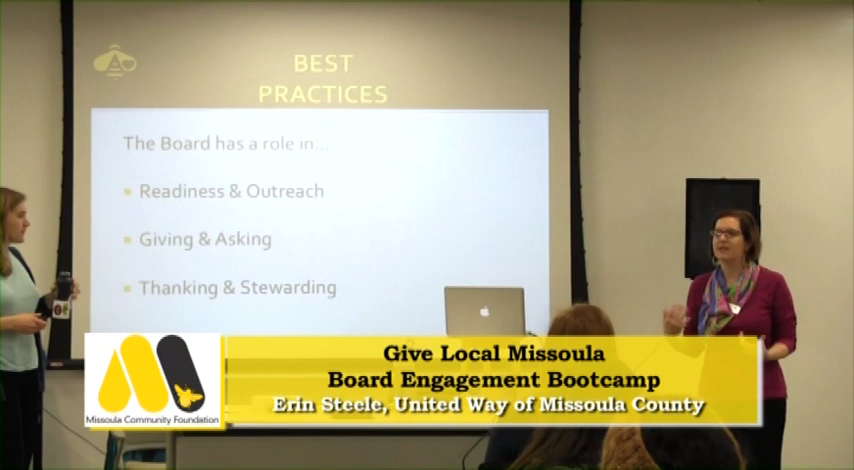 BEST
PRACTICES
The Board has a role in...
Readiness & Outreach
Giving & Asking
Thanking & Stewarding
Give Local Missoula
Board Engagement Bootcamp
Erin Steele, United Way of Missoula County
Missoula Community Foundation